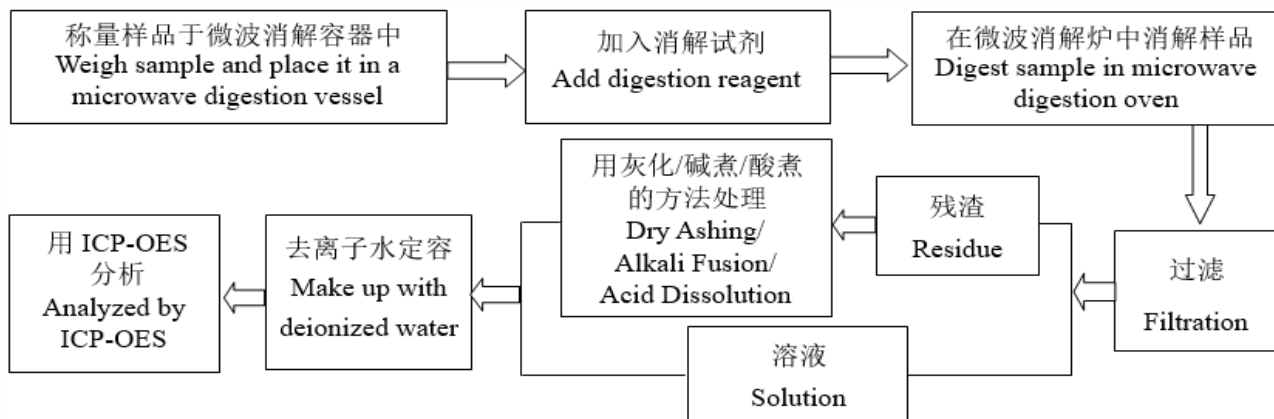 称量样品于微波消解容器中
Weigh sample and place it in a
microwave digestion vessel
加入消解试剂
Add digestion reagent
在微波消解炉中消解样品
Digest sample in microwave
digestion oven
过滤
Filtration
残渣
Residue
用灰化/碱煮/酸煮
的方法处理
Dry Ashing/
Alkali Fusion/
Acid Dissolution
溶液
Solution
去离子水定容
Make up with
deionized water
用 ICP-OES
分析
Analyzed by
ICP-OES